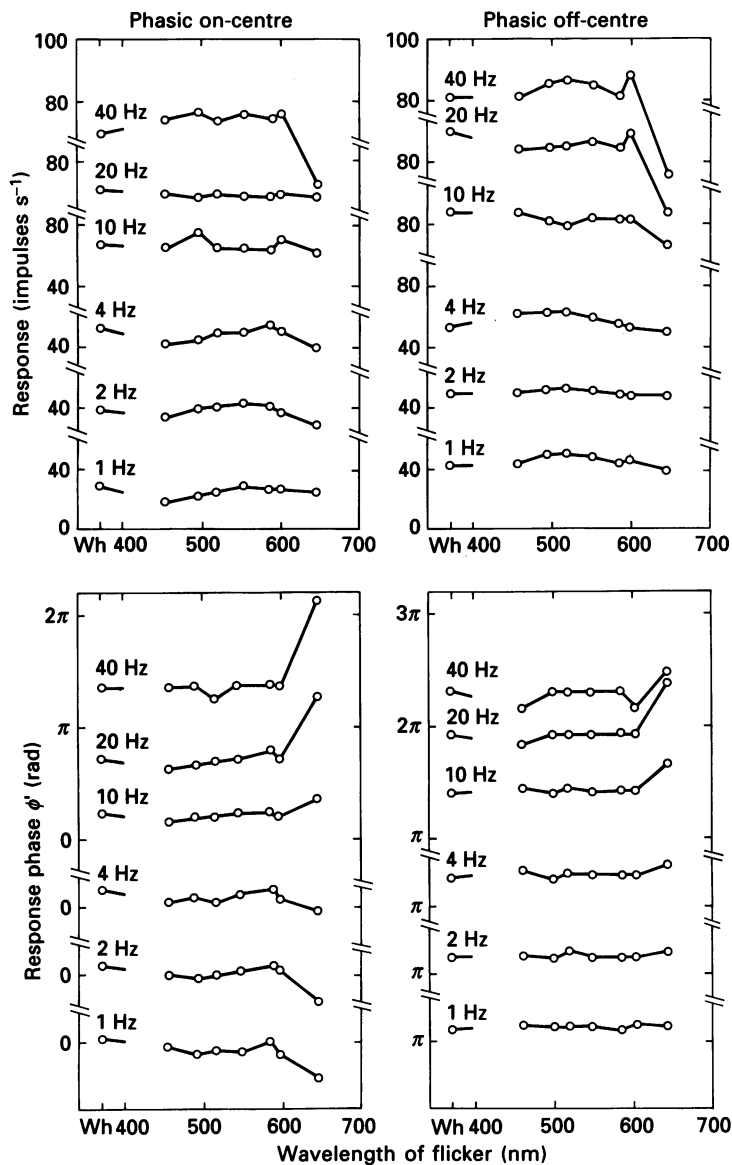 Phasic on-centre
Phasic off-centre
Response (impulses s⁻¹)
100
40 Hz
80
20 Hz
80
10 Hz
80
40
4 Hz
40
2 Hz
40
1 Hz
40
0
Wh 400 500 600 700
100
40 Hz
80
20 Hz
80
10 Hz
80
80
4 Hz
40
2 Hz
40
1 Hz
40
0
Wh 400 500 600 700
Response phase ϕ' (rad)
2π
40 Hz
π
20 Hz
10 Hz
0
4 Hz
0
2 Hz
0
1 Hz
0
Wh 400 500 600 700
3π
40 Hz
2π
20 Hz
10 Hz
π
4 Hz
π
2 Hz
π
1 Hz
π
Wh 400 500 600 700
Wavelength of flicker (nm)